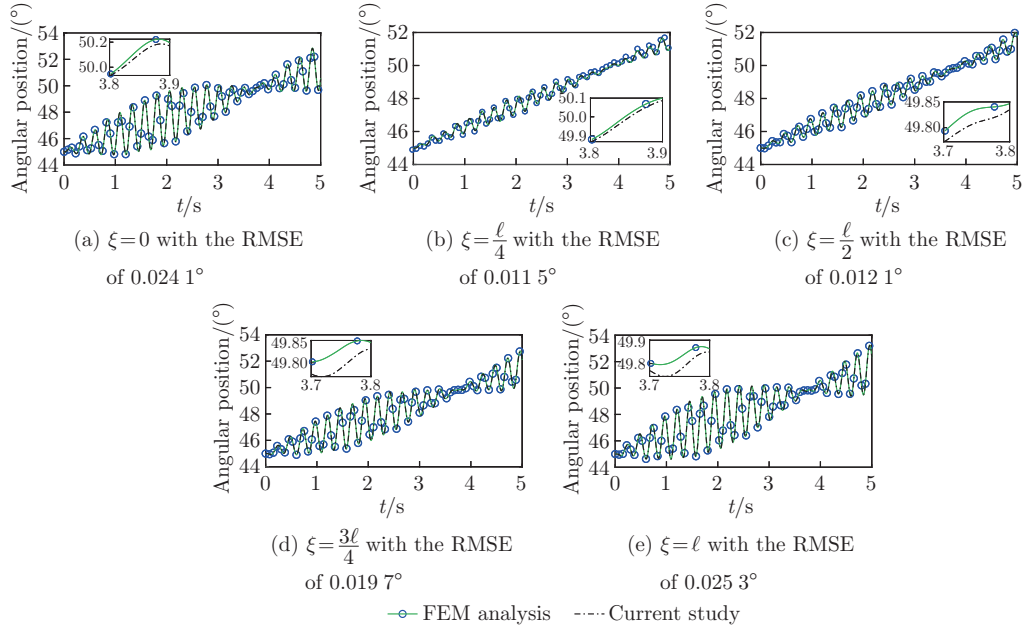 Angular position/(°)
54
52
50
48
46
44
50.2
50.0
3.8
3.9
0 1 2 3 4 5
t/s
(a) ξ=0 with the RMSE
of 0.024 1°
Angular position/(°)
52
50
48
46
44
50.1
50.0
49.9
3.8 3.9
0 1 2 3 4 5
t/s
(b) ξ=ℓ/4 with the RMSE
of 0.011 5°
Angular position/(°)
52
50
48
46
44
49.85
49.80
3.7 3.8
0 1 2 3 4 5
t/s
(c) ξ=ℓ/2 with the RMSE
of 0.012 1°
Angular position/(°)
54
52
50
48
46
44
49.85
49.80
3.7 3.8
0 1 2 3 4 5
t/s
(d) ξ=3ℓ/4 with the RMSE
of 0.019 7°
Angular position/(°)
54
52
50
48
46
44
49.9
49.8
3.7 3.8
0 1 2 3 4 5
t/s
(e) ξ=ℓ with the RMSE
of 0.025 3°
FEM analysis Current study